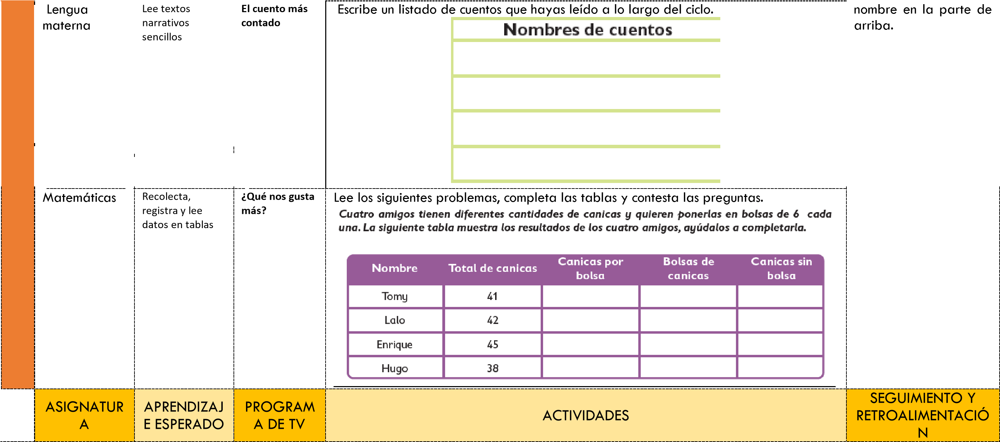 Lengua
materna
Lee textos
narrativos
sencillos
El cuento más
contado
Escribe un listado de cuentos que hayas leído a lo largo del ciclo.
Nombres de cuentos
nombre en la parte de
arriba.
Matemáticas
Recolecta,
registra y lee
datos en tablas
¿Qué nos gusta
más?
Lee los siguientes problemas, completa las tablas y contesta las preguntas.
Cuatro amigos tienen diferentes cantidades de canicas y quieren ponerlas en bolsas de 6 cada
una. La siguiente tabla muestra los resultados de los cuatro amigos, ayúdalos a completarla.
Nombre
Total de canicas
Canicas por
bolsa
Bolsas de
canicas
Canicas sin
bolsa
Tomy 41
Lalo 42
Enrique 45
Hugo 38
ASIGNATUR
A
APRENDIZAJ
E ESPERADO
PROGRAM
A DE TV
ACTIVIDADES
SEGUIMIENTO Y
RETROALIMENTACIÓ
N